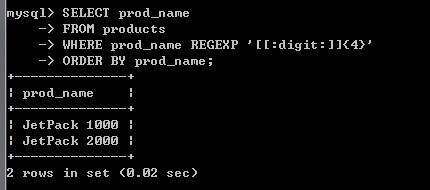 mysql> SELECT prod_name
    -> FROM products
    -> WHERE prod_name REGEXP '[[:digit:]]{4}'
    -> ORDER BY prod_name;
+--------------+
| prod_name    |
+--------------+
| JetPack 1000 |
| JetPack 2000 |
+--------------+
2 rows in set (0.02 sec)